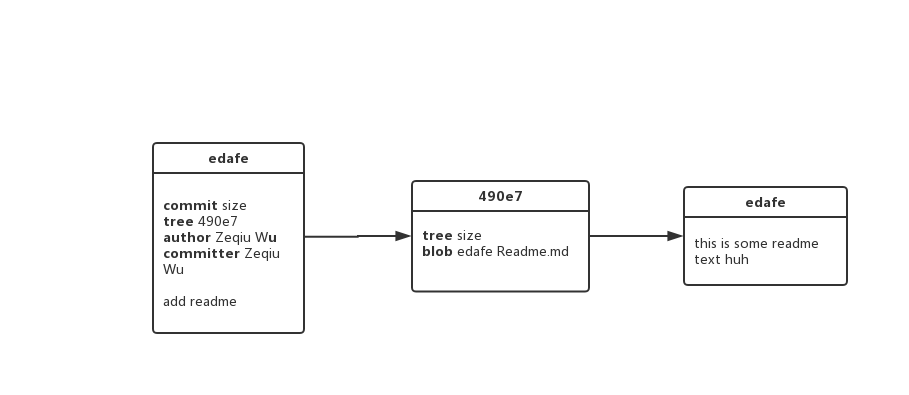 edafe
commit size
tree 490e7
author Zeqiu Wu
committer Zeqiu
Wu
add readme
490e7
tree size
blob edafe Readme.md
edafe
this is some readme
text huh